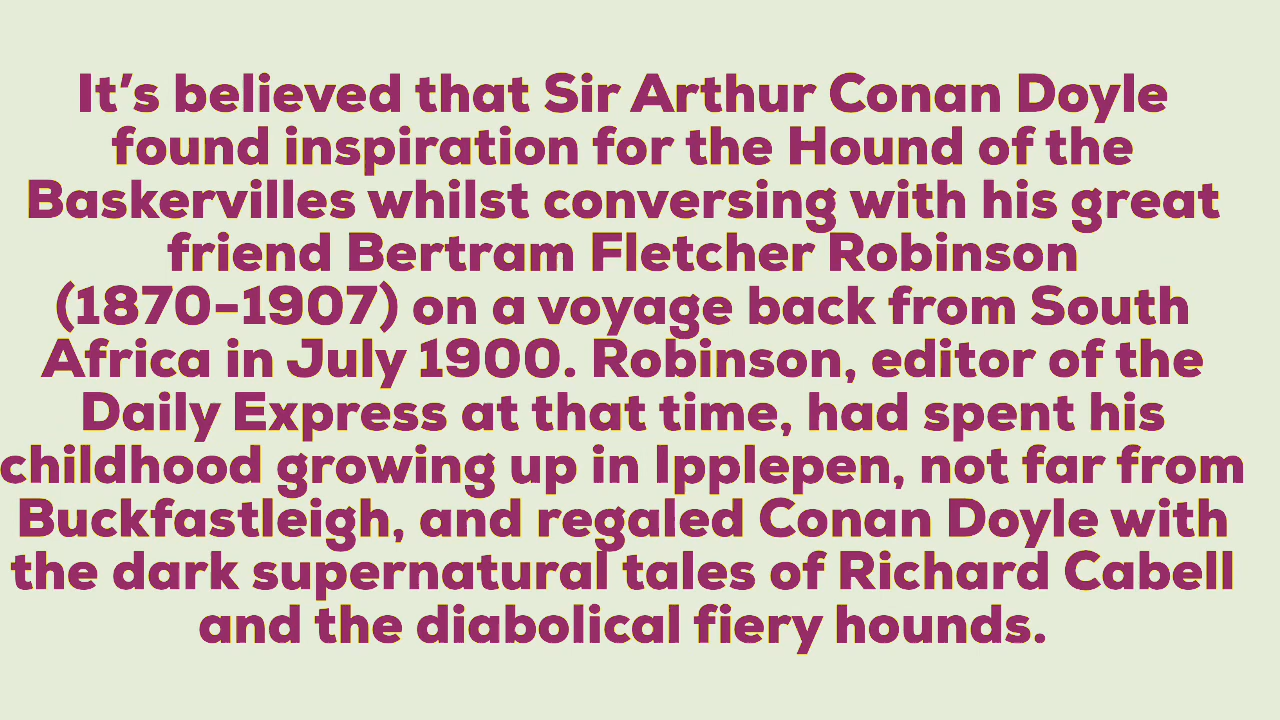 It’s believed that Sir Arthur Conan Doyle
found inspiration for the Hound of the
Baskervilles whilst conversing with his great
friend Bertram Fletcher Robinson
(1870-1907) on a voyage back from South
Africa in July 1900. Robinson, editor of the
Daily Express at that time, had spent his
childhood growing up in Ipplepen, not far from
Buckfastleigh, and regaled Conan Doyle with
the dark supernatural tales of Richard Cabell
and the diabolical fiery hounds.